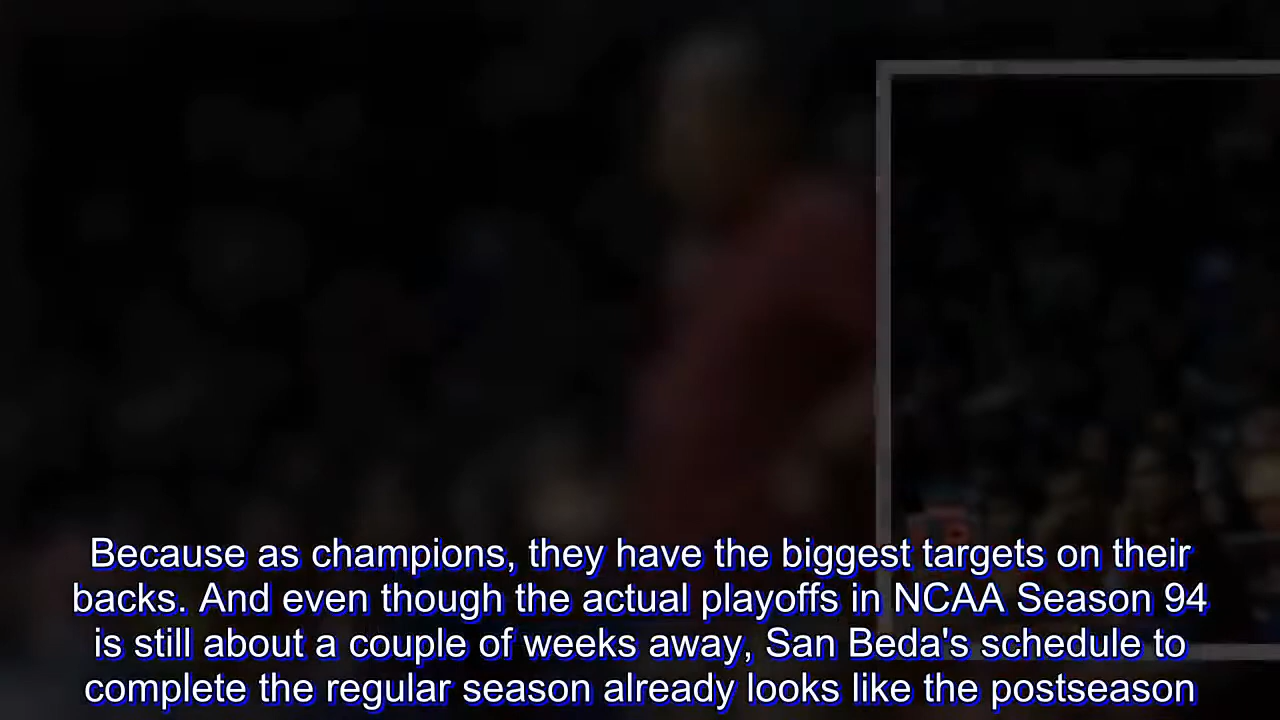 Because as champions, they have the biggest targets on their
backs. And even though the actual playoffs in NCAA Season 94
is still about a couple of weeks away, San Beda's schedule to
complete the regular season already looks like the postseason